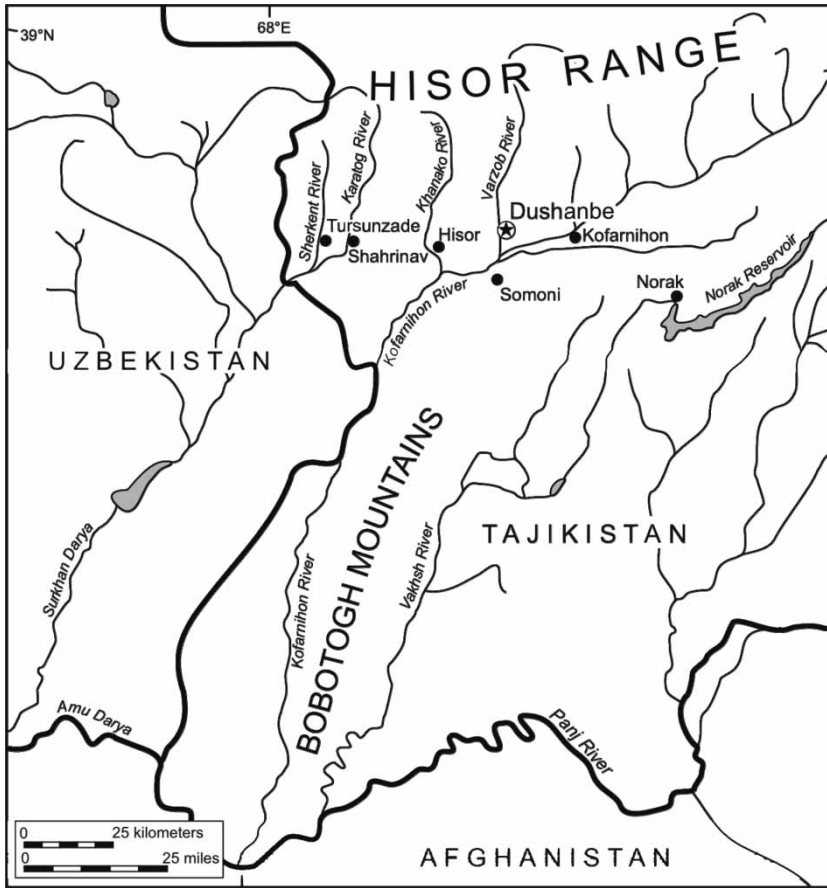 39°N
68°E
HISOR RANGE
Sherkent River
Karatog River
Khanako River
Varzob River
Dushanbe
Tursunzade
Shahrinav
Hisor
Kofarnihon
Somoni
Norak
Norak Reservoir
Kofarnihon River
UZBEKISTAN
BOBOTOGH MOUNTAINS
TAJIKISTAN
Surkhan Darya
Kofarnihon River
Vakhsh River
Amu Darya
Panj River
0 25 kilometers
0 25 miles
AFGHANISTAN